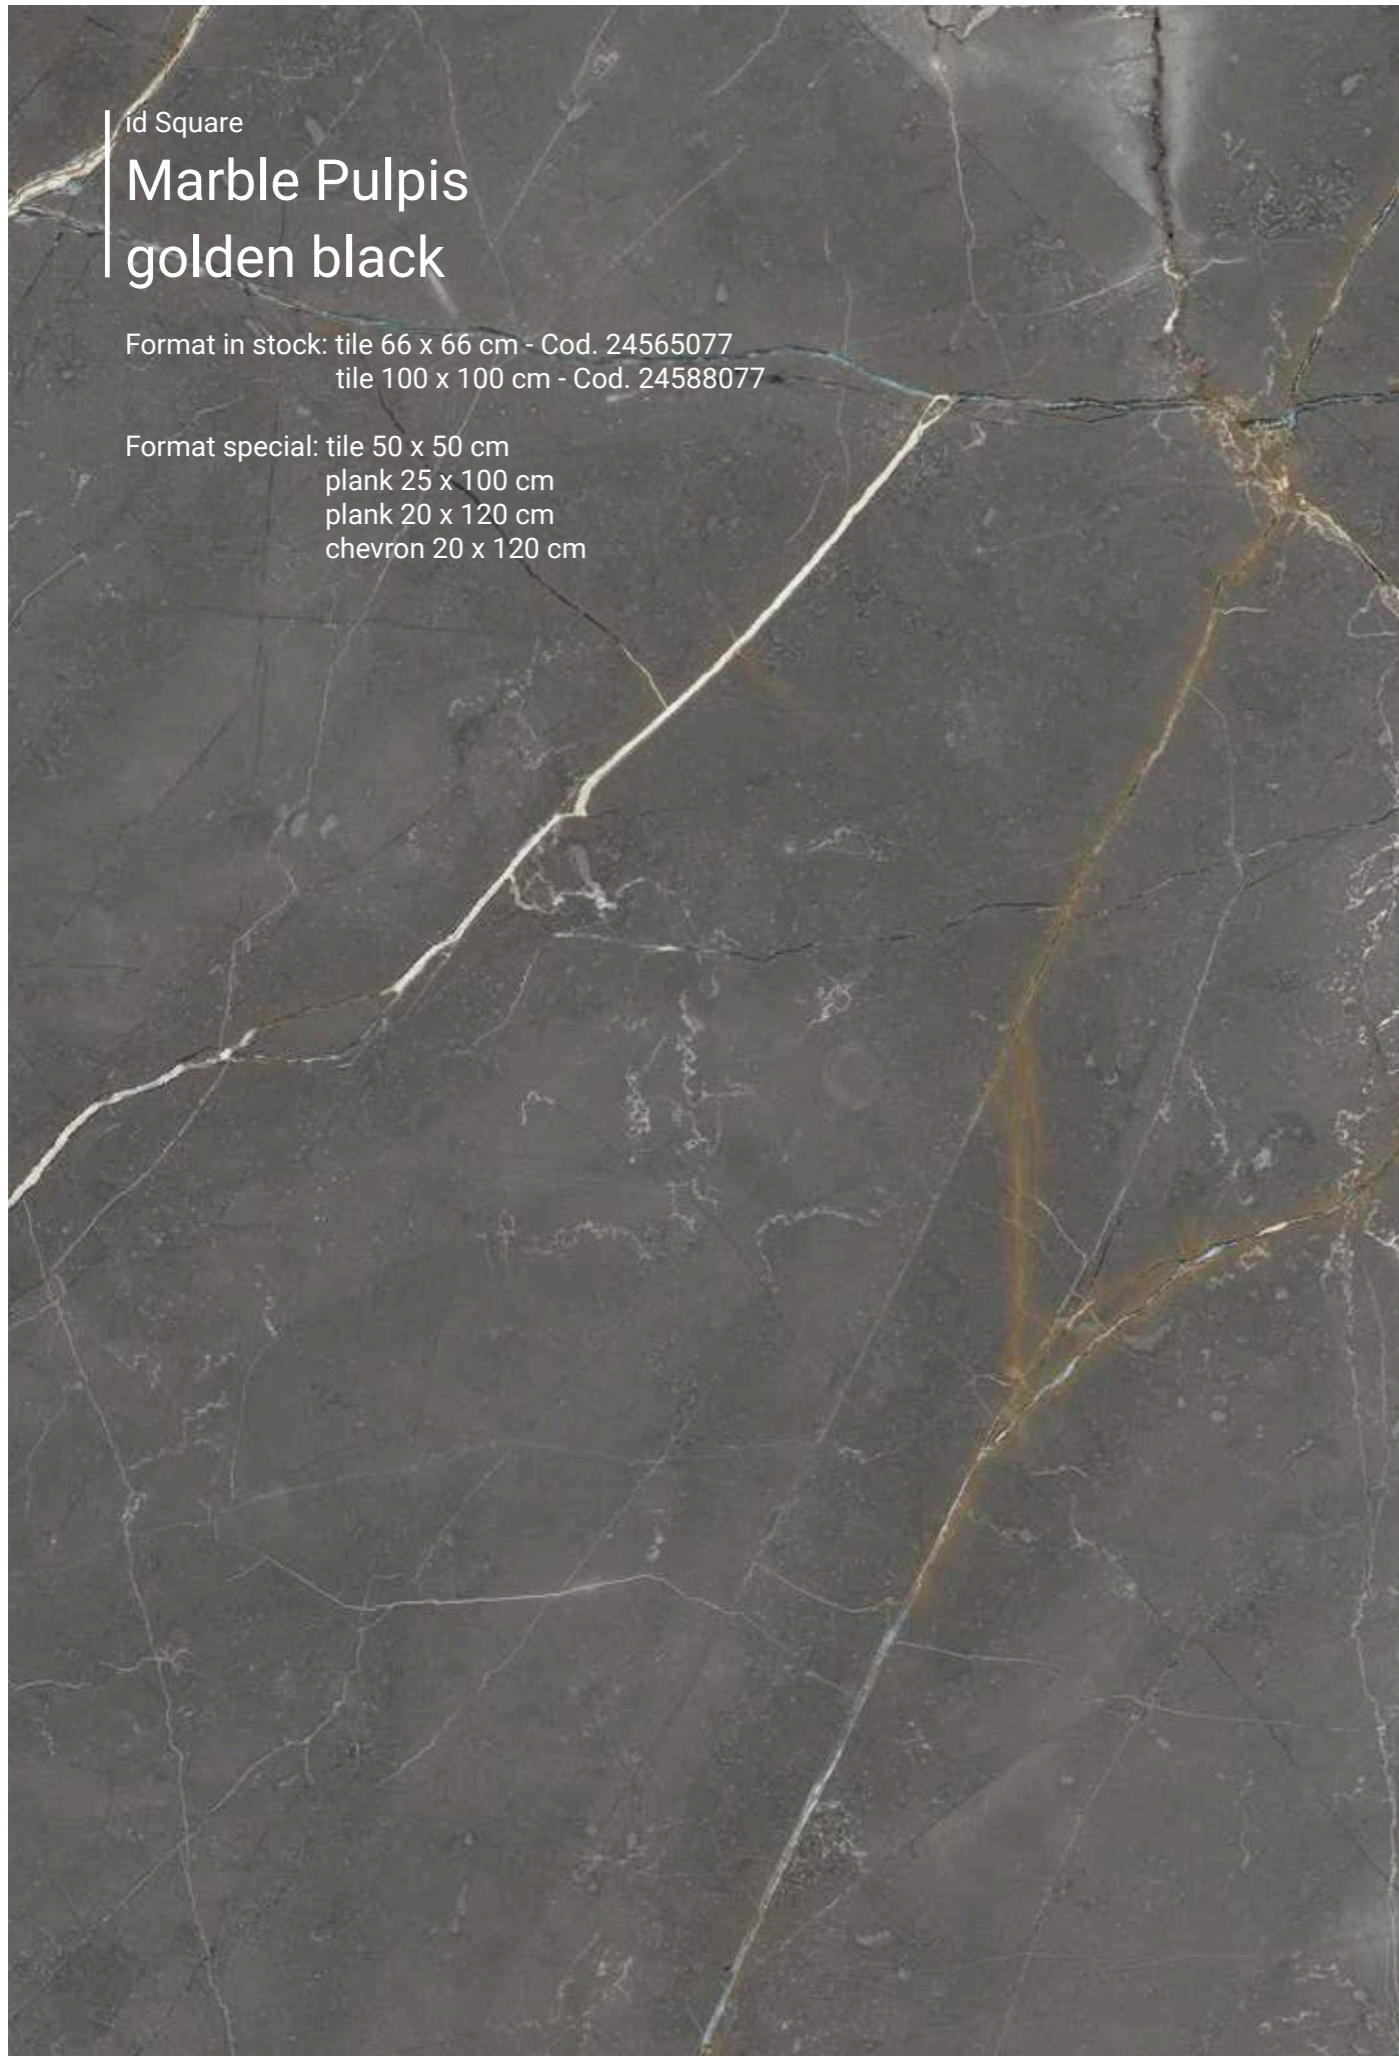 id Square
Marble Pulpis
golden black
Format in stock: tile 66 x 66 cm - Cod. 24565077
tile 100 x 100 cm - Cod. 24588077
Format special: tile 50 x 50 cm
plank 25 x 100 cm
plank 20 x 120 cm
chevron 20 x 120 cm